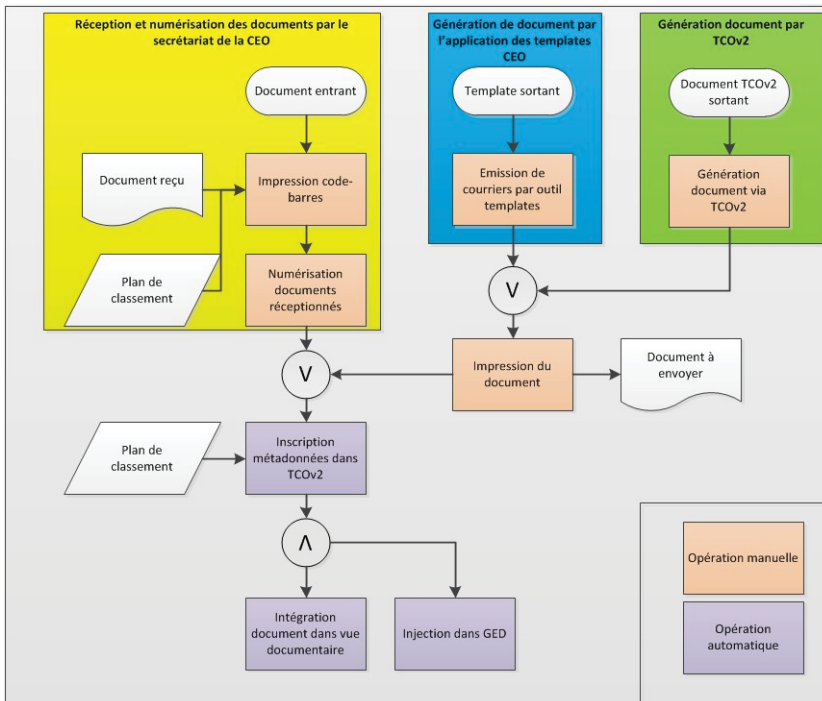 Réception et numérisation des documents par le
secrétariat de la CEO
Génération de document par
l'application des templates
CEO
Génération document par
TCOv2
Document entrant
Template sortant
Document TCOv2
sortant
Document reçu
Impression code-
barres
Emission de
courriers par outil
templates
Génération
document via
TCOv2
Plan de
classement
Numérisation
documents
réceptionnés
V
V
Impression du
document
Document à
envoyer
Plan de
classement
Inscription
métadonnées dans
TCOv2
Λ
Intégration
document dans vue
documentaire
Injection dans GED
Opération manuelle
Opération
automatique